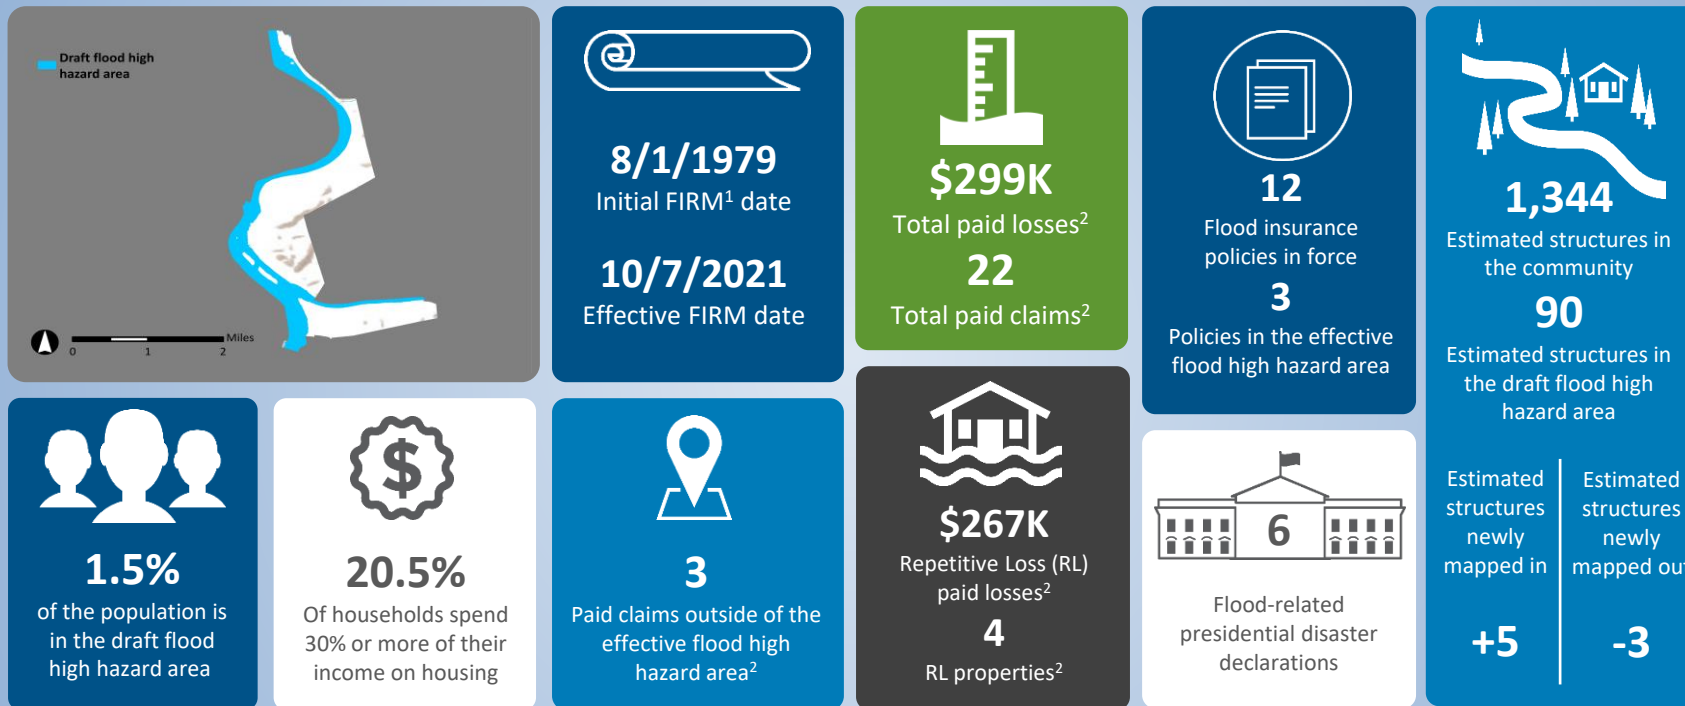 Draft flood high
hazard area
Miles
0 1 2
8/1/1979
Initial FIRM¹ date
10/7/2021
Effective FIRM date
$299K
Total paid losses²
22
Total paid claims²
12
Flood insurance
policies in force
3
Policies in the effective
flood high hazard area
1,344
Estimated structures in
the community
90
Estimated structures in
the draft flood high
hazard area
Estimated
structures
newly
mapped in
+5
Estimated
structures
newly
mapped out
-3
1.5%
of the population is
in the draft flood
high hazard area
$
20.5%
Of households spend
30% or more of their
income on housing
3
Paid claims outside of the
effective flood high
hazard area²
$267K
Repetitive Loss (RL)
paid losses²
4
RL properties²
6
Flood-related
presidential disaster
declarations